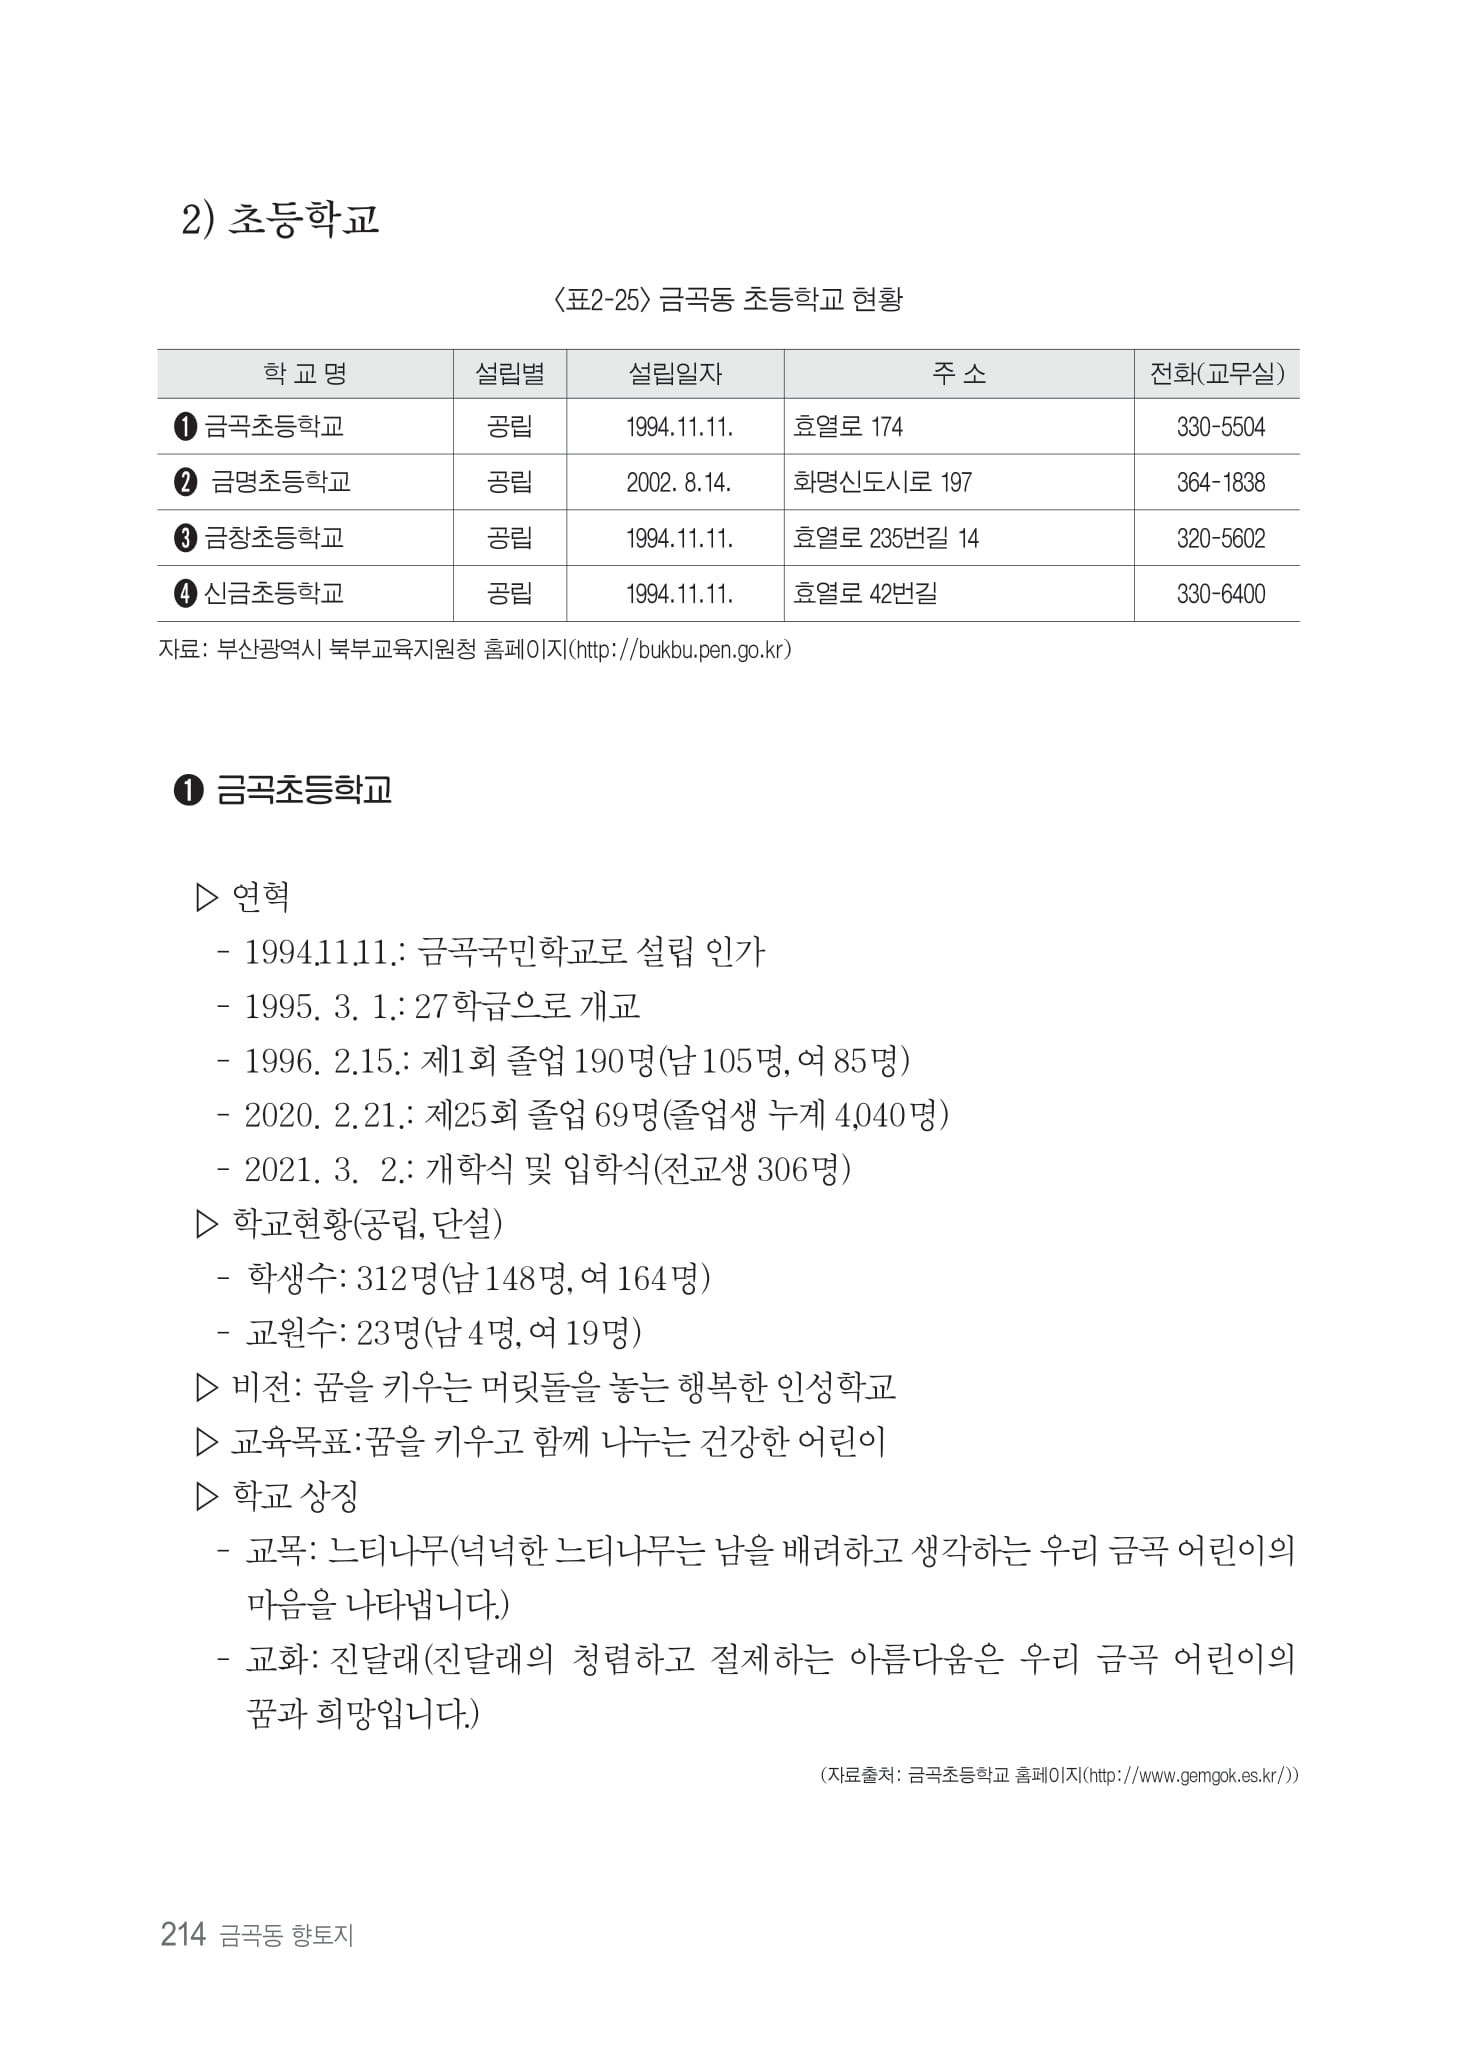 2) 초등학교
〈표2-25〉 금곡동 초등학교 현황
학 교 명 설립별 설립일자 주 소 전화(교무실)
❶ 금곡초등학교 공립 1994.11.11. 효열로 174 330-5504
❷ 금명초등학교 공립 2002. 8.14. 화명신도시로 197 364-1838
❸ 금창초등학교 공립 1994.11.11. 효열로 235번길 14 320-5602
❹ 신금초등학교 공립 1994.11.11. 효열로 42번길 330-6400
자료: 부산광역시 북부교육지원청 홈페이지(http://bukbu.pen.go.kr)
❶ 금곡초등학교
▷ 연혁
- 1994.11.11.: 금곡국민학교로 설립 인가
- 1995. 3. 1.: 27학급으로 개교
- 1996. 2.15.: 제1회 졸업 190명(남 105명, 여 85명)
- 2020. 2.21.: 제25회 졸업 69명(졸업생 누계 4,040명)
- 2021. 3. 2.: 개학식 및 입학식(전교생 306명)
▷ 학교현황(공립, 단설)
- 학생수: 312명(남 148명, 여 164명)
- 교원수: 23명(남 4명, 여 19명)
▷ 비전: 꿈을 키우는 머릿돌을 놓는 행복한 인성학교
▷ 교육목표:꿈을 키우고 함께 나누는 건강한 어린이
▷ 학교 상징
- 교목: 느티나무(넉넉한 느티나무는 남을 배려하고 생각하는 우리 금곡 어린이의
마음을 나타냅니다.)
- 교화: 진달래(진달래의 청렴하고 절제하는 아름다움은 우리 금곡 어린이의
꿈과 희망입니다.)
(자료출처: 금곡초등학교 홈페이지(http://www.gemgok.es.kr/))
214 금곡동 향토지